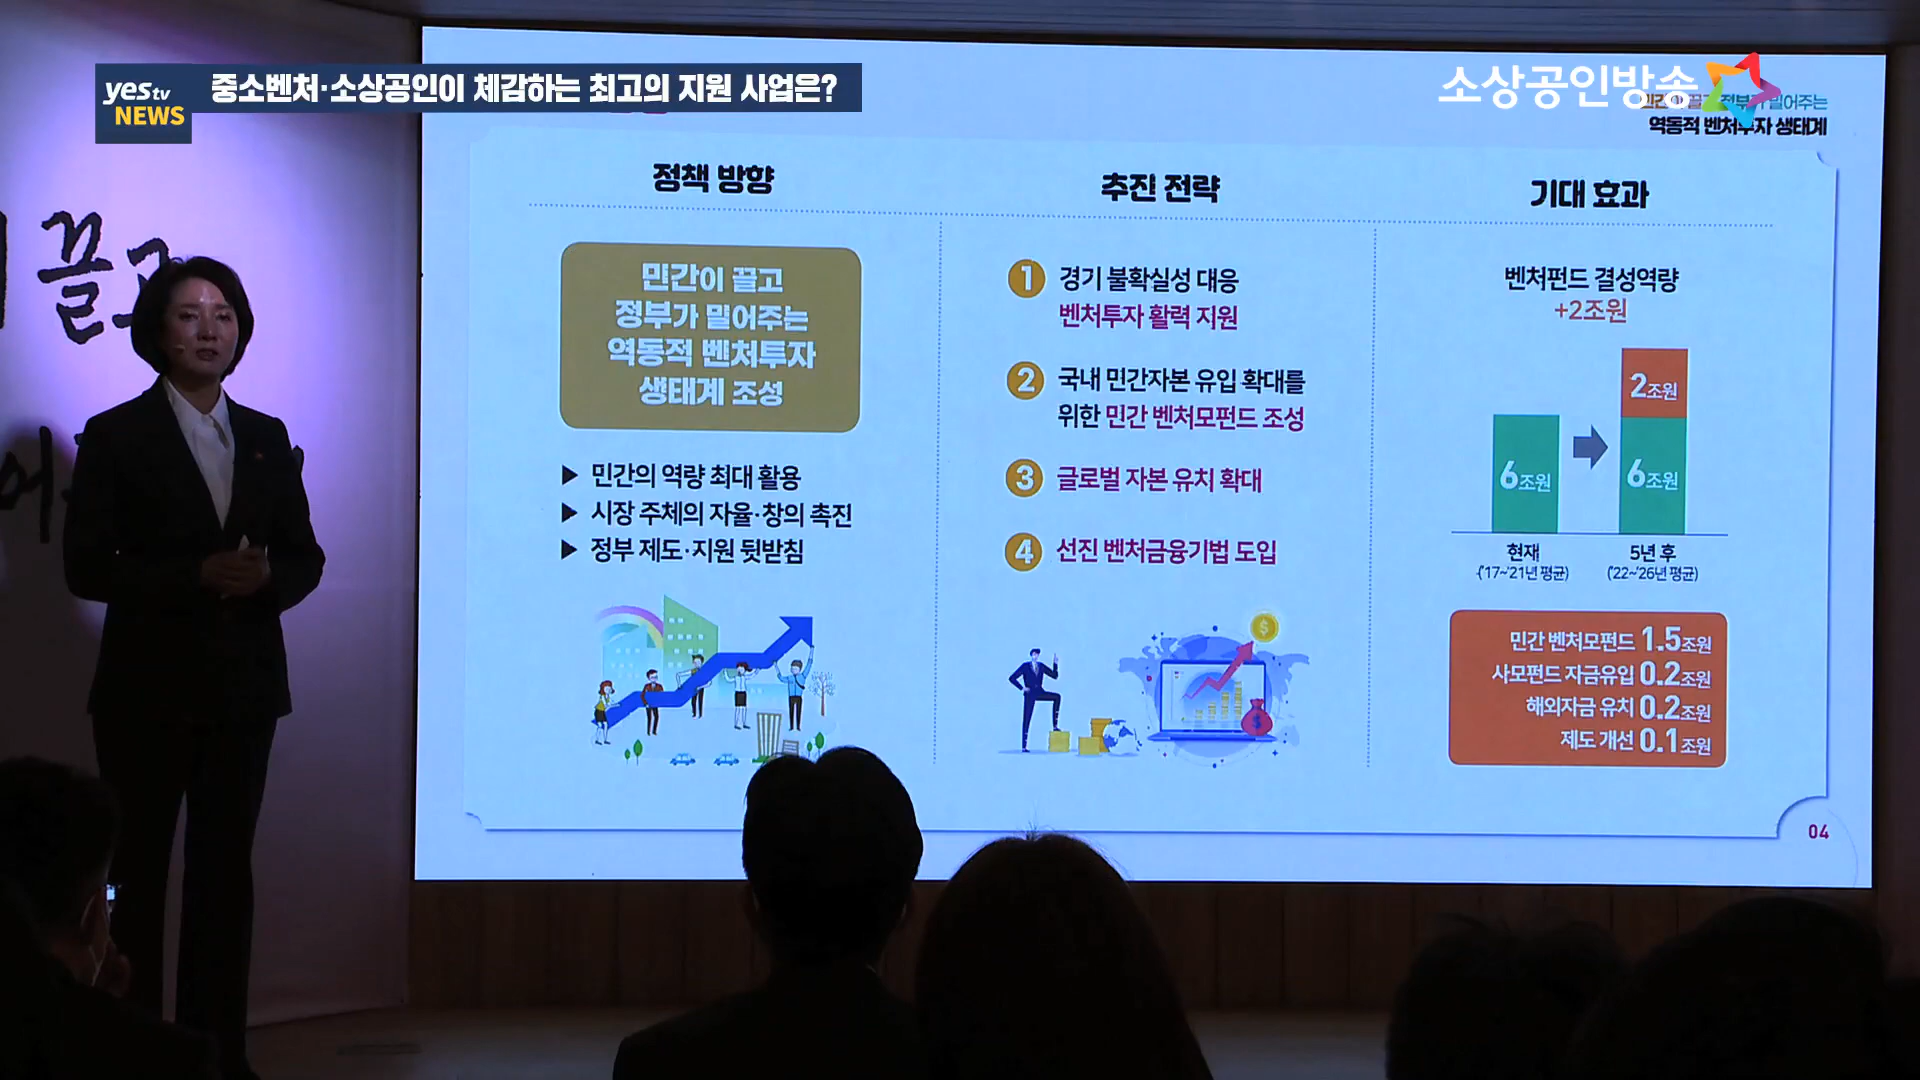 yestv
NEWS
중소벤처·소상공인이 체감하는 최고의 지원 사업은?
소상공인방송
역동적 벤처투자 생태계
끌고
정책 방향
민간이 끌고
정부가 밀어주는
역동적 벤처투자
생태계 조성
▶ 민간의 역량 최대 활용
▶ 시장 주체의 자율·창의 촉진
▶ 정부 제도·지원 뒷받침
추진 전략
1 경기 불확실성 대응
벤처투자 활력 지원
2 국내 민간자본 유입 확대를
위한 민간 벤처모펀드 조성
3 글로벌 자본 유치 확대
4 선진 벤처금융기법 도입
기대 효과
벤처펀드 결성역량
+2조원
2조원
6조원
6조원
현재
('17~'21년 평균)
5년 후
('22~'26년 평균)
민간 벤처모펀드 1.5조원
사모펀드 자금유입 0.2조원
해외자금 유치 0.2조원
제도 개선 0.1조원
04